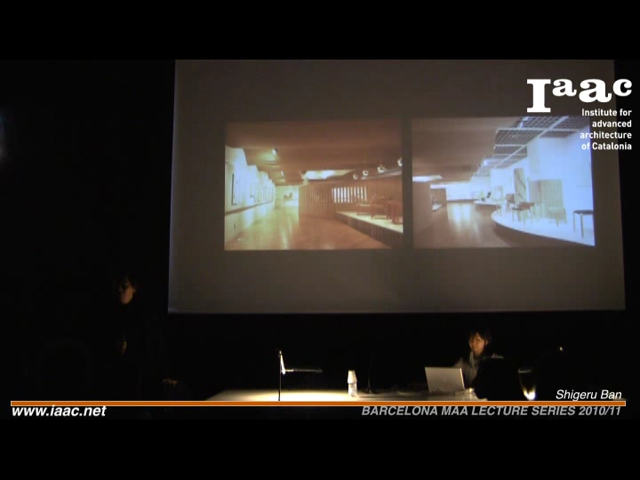 Iaac
Institute for
advanced
architecture
of Catalonia
Shigeru Ban
www.iaac.net
BARCELONA MAA LECTURE SERIES 2010/11